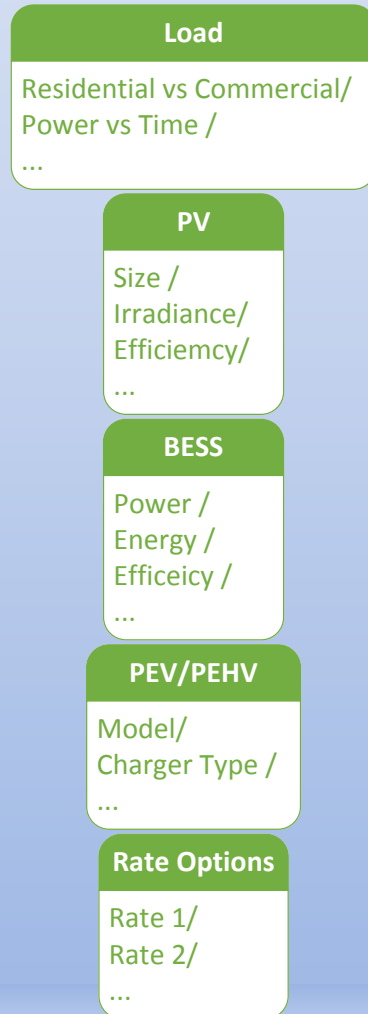 Load
Residential vs Commercial/
Power vs Time /
...
PV
Size /
Irradiance/
Efficiemcy/
...
BESS
Power /
Energy /
Efficeicy /
...
PEV/PEHV
Model/
Charger Type /
...
Rate Options
Rate 1/
Rate 2/
...